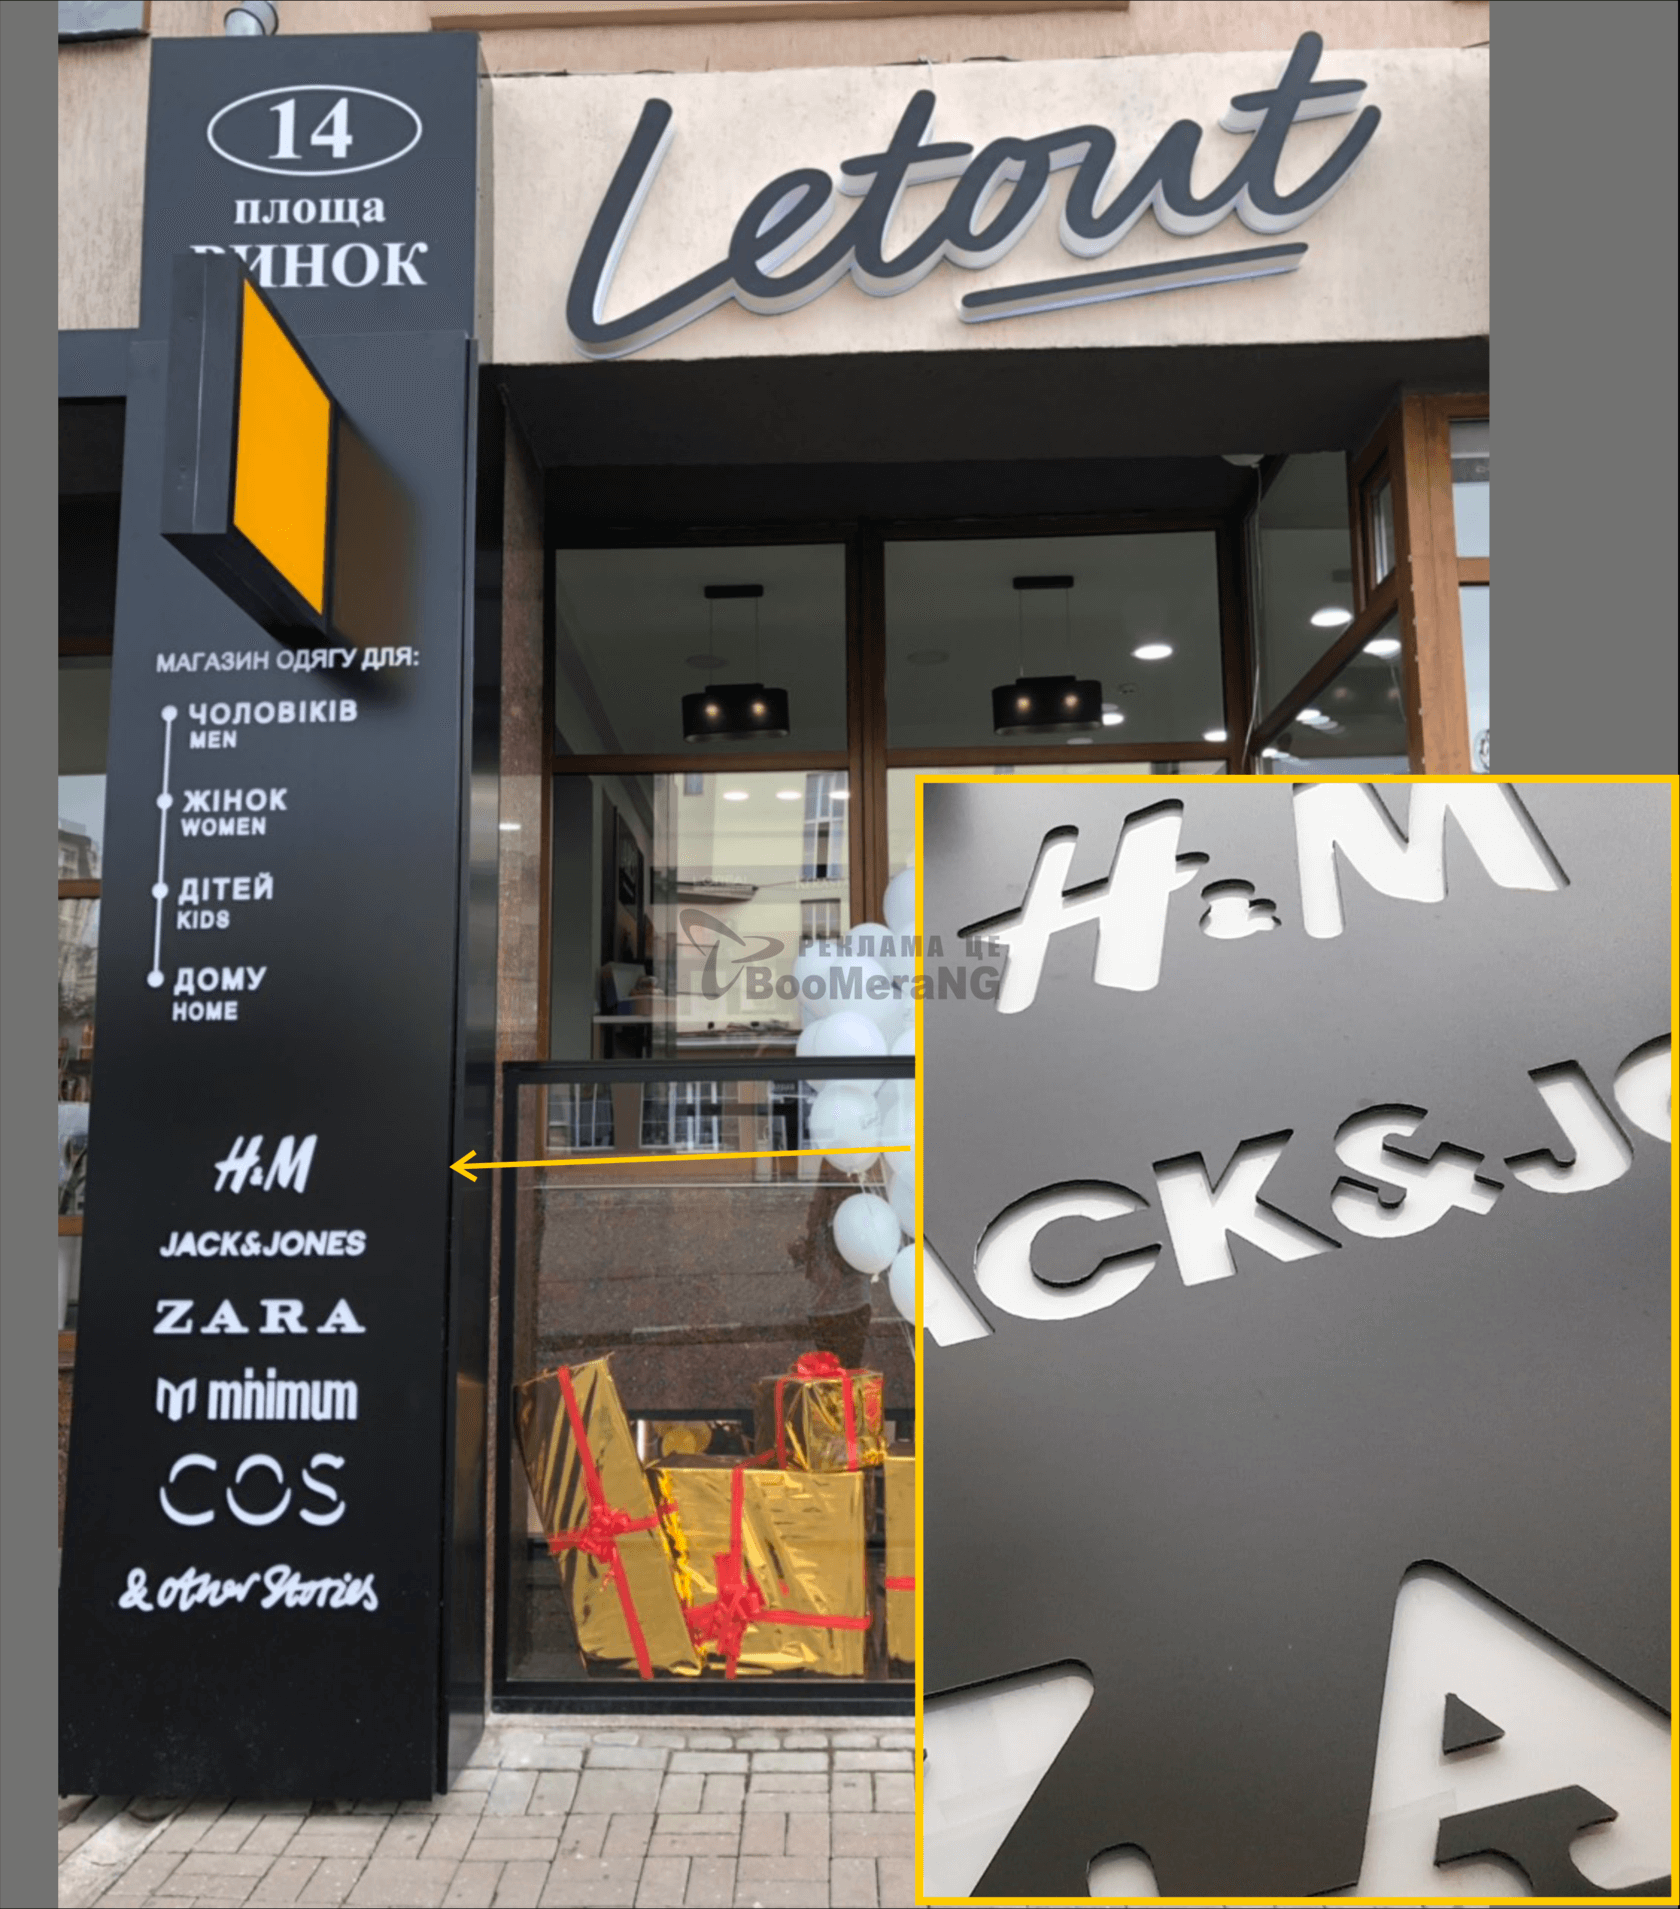 14
площа
РИНОК
Letout
МАГАЗИН ОДЯГУ ДЛЯ:
ЧОЛОВІКІВ
MEN
ЖІНОК
WOMEN
ДІТЕЙ
KIDS
ДОМУ
HOME
H&M
JACK&JONES
ZARA
minimum
COS
& other Stories
РЕКЛАМА ЦЕ
BooMeraNG
H&M
ACK&JO
A